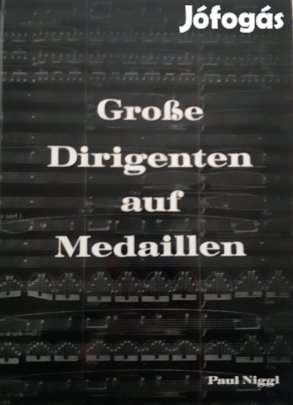 Jófogás
Große
Dirigenten
auf
Medaillen
Paul Niggl